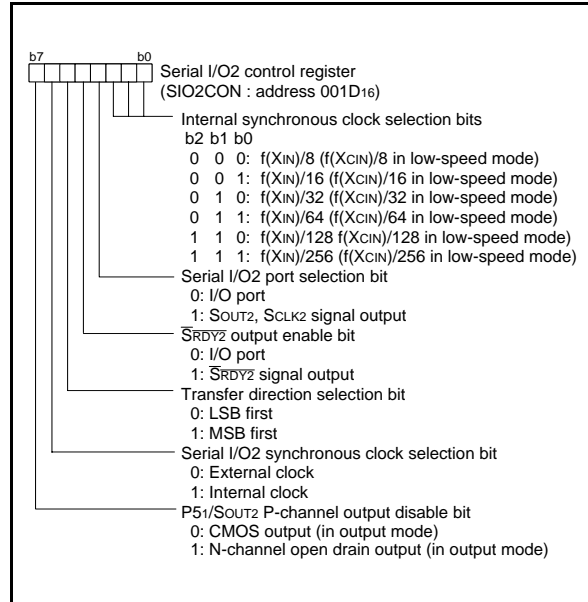 b7 b0
Serial I/O2 control register
(SIO2CON : address 001D16)
Internal synchronous clock selection bits
b2 b1 b0
0 0 0: f(XIN)/8 (f(XCIN)/8 in low-speed mode)
0 0 1: f(XIN)/16 (f(XCIN)/16 in low-speed mode)
0 1 0: f(XIN)/32 (f(XCIN)/32 in low-speed mode)
0 1 1: f(XIN)/64 (f(XCIN)/64 in low-speed mode)
1 1 0: f(XIN)/128 f(XCIN)/128 in low-speed mode)
1 1 1: f(XIN)/256 (f(XCIN)/256 in low-speed mode)
Serial I/O2 port selection bit
0: I/O port
1: SOUT2, SCLK2 signal output
SRDY2 output enable bit
0: I/O port
1: SRDY2 signal output
Transfer direction selection bit
0: LSB first
1: MSB first
Serial I/O2 synchronous clock selection bit
0: External clock
1: Internal clock
P51/SOUT2 P-channel output disable bit
0: CMOS output (in output mode)
1: N-channel open drain output (in output mode)